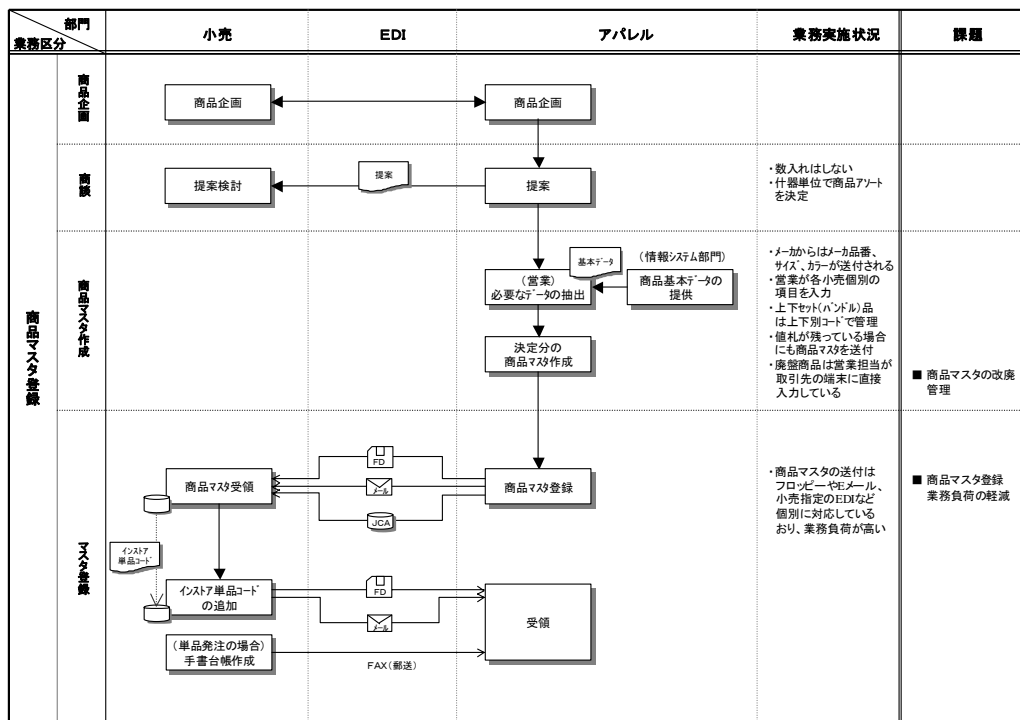 部門
業務区分
小売
EDI
アパレル
業務実施状況
課題
商品マスタ登録
商品企画
商品企画
商品企画
商談
提案検討
提案
提案
・数入れはしない
・什器単位で商品アソート
を決定
商品マスタ作成
基本データ
(情報システム部門)
(営業)
必要なデータの抽出
商品基本データの
提供
決定分の
商品マスタ作成
・メーカからはメーカ品番、
サイズ、カラーが送付される
・営業が各小売個別の
項目を入力
・上下セット(バンドル)品
は上下別コードで管理
・値札が残っている場合
にも商品マスタを送付
・廃盤商品は営業担当が
取引先の端末に直接
入力している
■ 商品マスタの改廃
管理
マスタ登録
商品マスタ受領
FD
メール
JCA
商品マスタ登録
・商品マスタの送付は
フロッピーやEメール、
小売指定のEDIなど
個別に対応している
おり、業務負荷が高い
■ 商品マスタ登録
業務負荷の軽減
インストア
単品コード
インストア単品コード
の追加
FD
メール
受領
(単品発注の場合)
手書台帳作成
FAX(郵送)